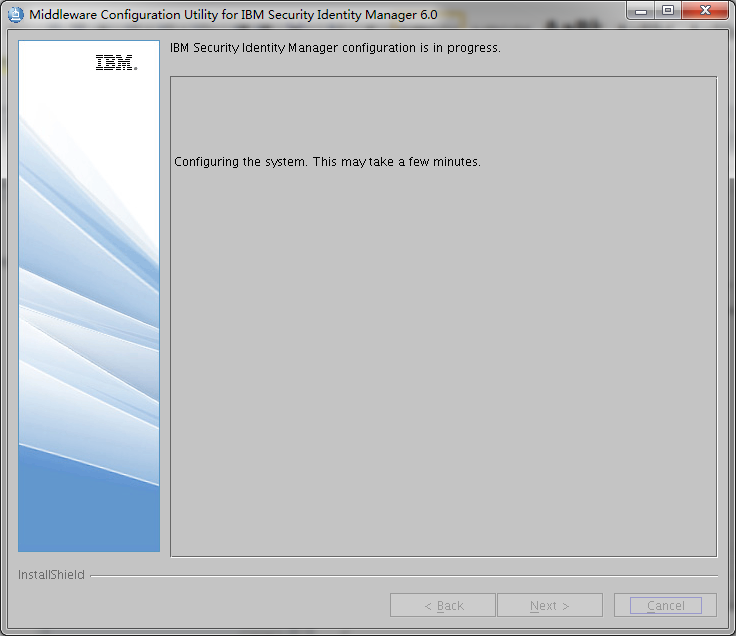 Middleware Configuration Utility for IBM Security Identity Manager 6.0
IBM Security Identity Manager configuration is in progress.
IBM.
Configuring the system. This may take a few minutes.
InstallShield
< Back
Next >
Cancel